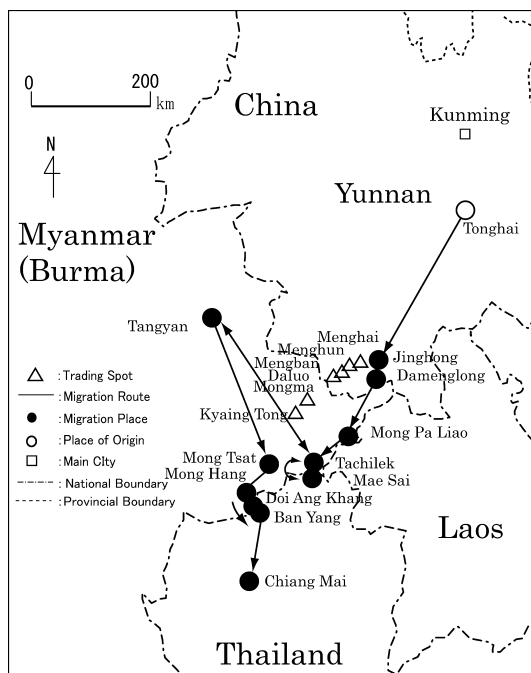 0
200
km
China
N
Kunming
Yunnan
Tonghai
Myanmar
(Burma)
Tangyan
Menghai
Menghun
Mengban
Daluo
Mongma
Kyaing Tong
Jinghong
Damenglong
Mong Pa Liao
Mong Tsat
Mong Hang
Tachilek
Mae Sai
Doi Ang Khang
Ban Yang
Chiang Mai
Laos
Thailand
:Trading Spot
:Migration Route
:Migration Place
:Place of Origin
:Main CIty
:National Boundary
:Provincial Boundary